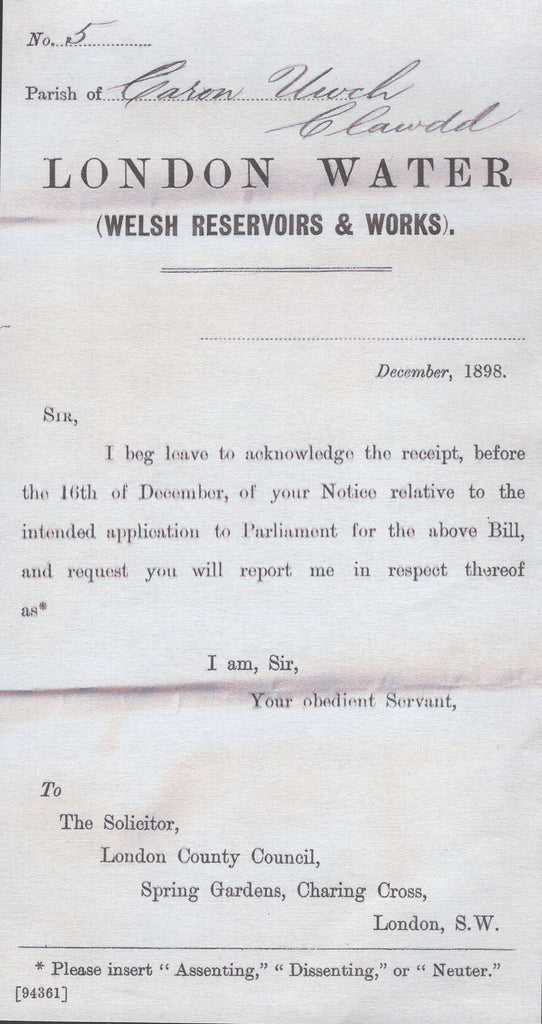 No. 5
Parish of Caron Uwch
Clawdd
LONDON WATER
(WELSH RESERVOIRS & WORKS).
December, 1898.
SIR,
I beg leave to acknowledge the receipt, before
the 16th of December, of your Notice relative to the
intended application to Parliament for the above Bill,
and request you will report me in respect thereof
as*
I am, Sir,
Your obedient Servant,
To
The Solicitor,
London County Council,
Spring Gardens, Charing Cross,
London, S.W.
* Please insert “ Assenting,” “ Dissenting,” or “ Neuter.”
[94361]